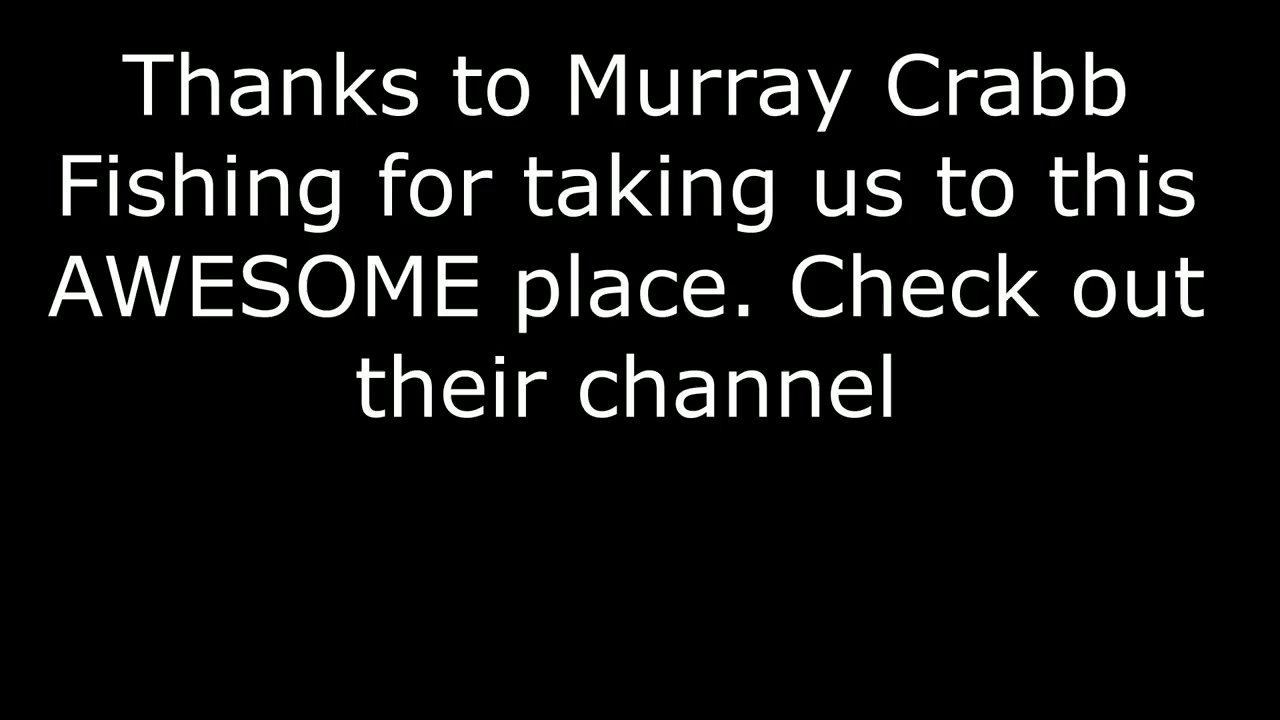 Thanks to Murray Crabb
Fishing for taking us to this
AWESOME place. Check out
their channel